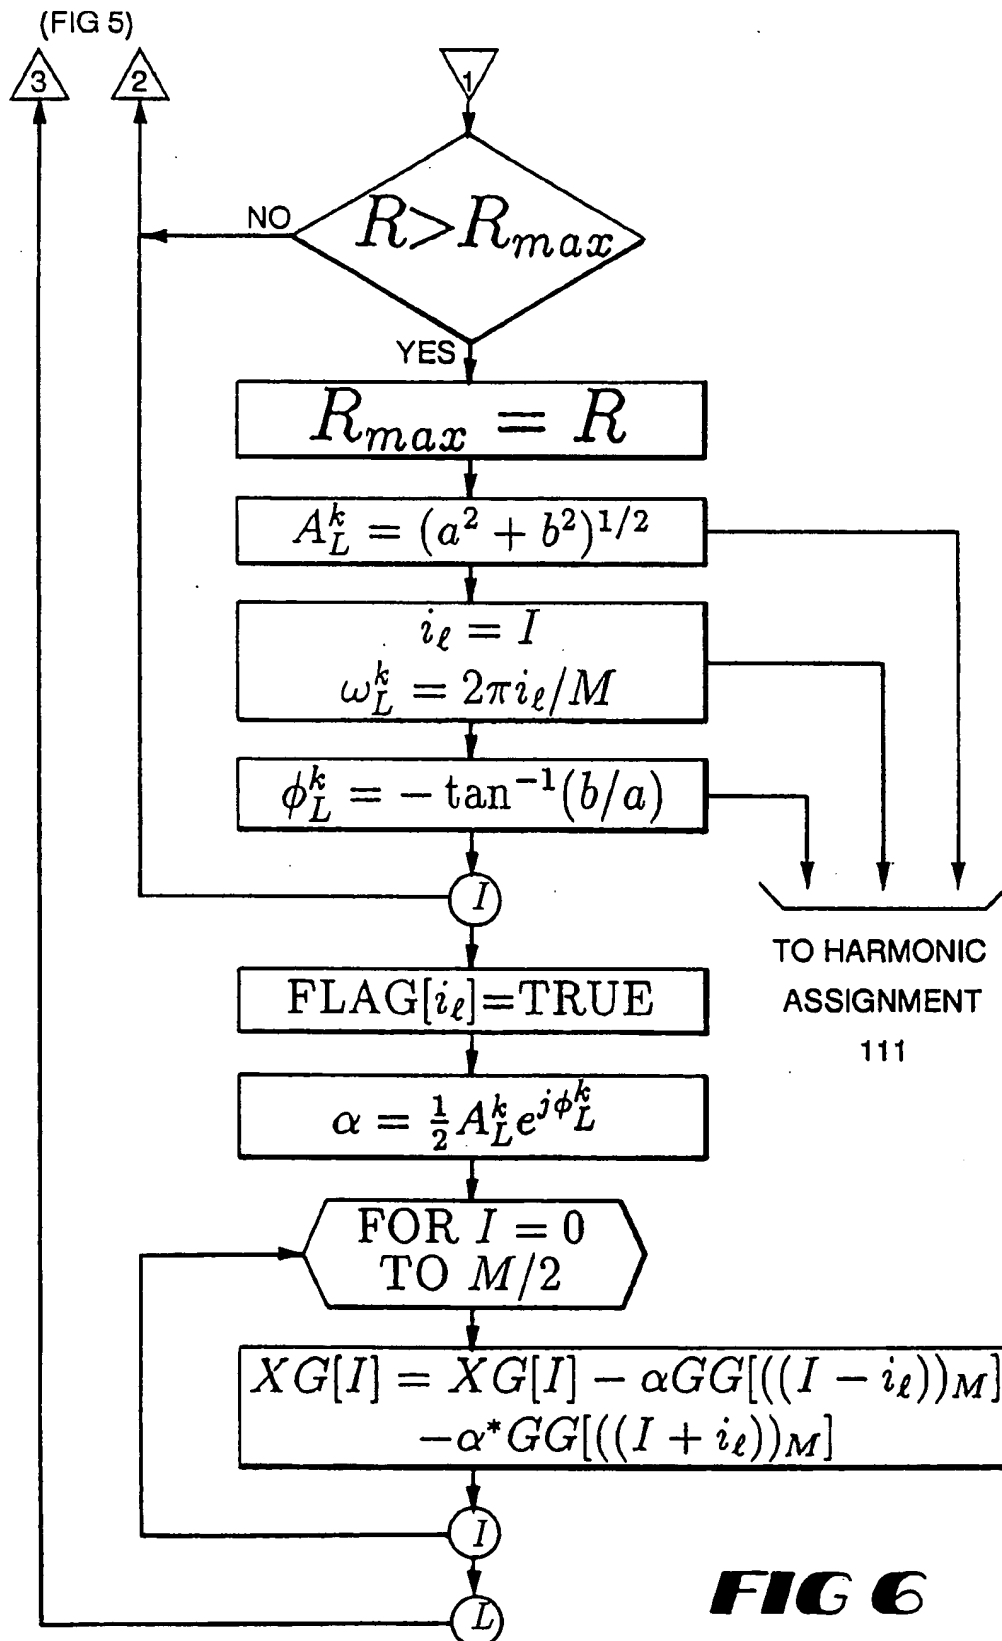 (FIG 5)
3 2 1
R>R_max
NO
YES
R_max = R
A_L^k = (a² + b²)^1/2
i_ℓ = I
ω_L^k = 2πi_ℓ/M
ϕ_L^k = − tan⁻¹(b/a)
I
TO HARMONIC
ASSIGNMENT
111
FLAG[i_ℓ]=TRUE
α = ½ A_L^k e^{jϕ_L^k}
FOR I = 0
TO M/2
XG[I] = XG[I] − αGG[((I − i_ℓ))_M]
−α*GG[((I + i_ℓ))_M]
I
L
FIG 6